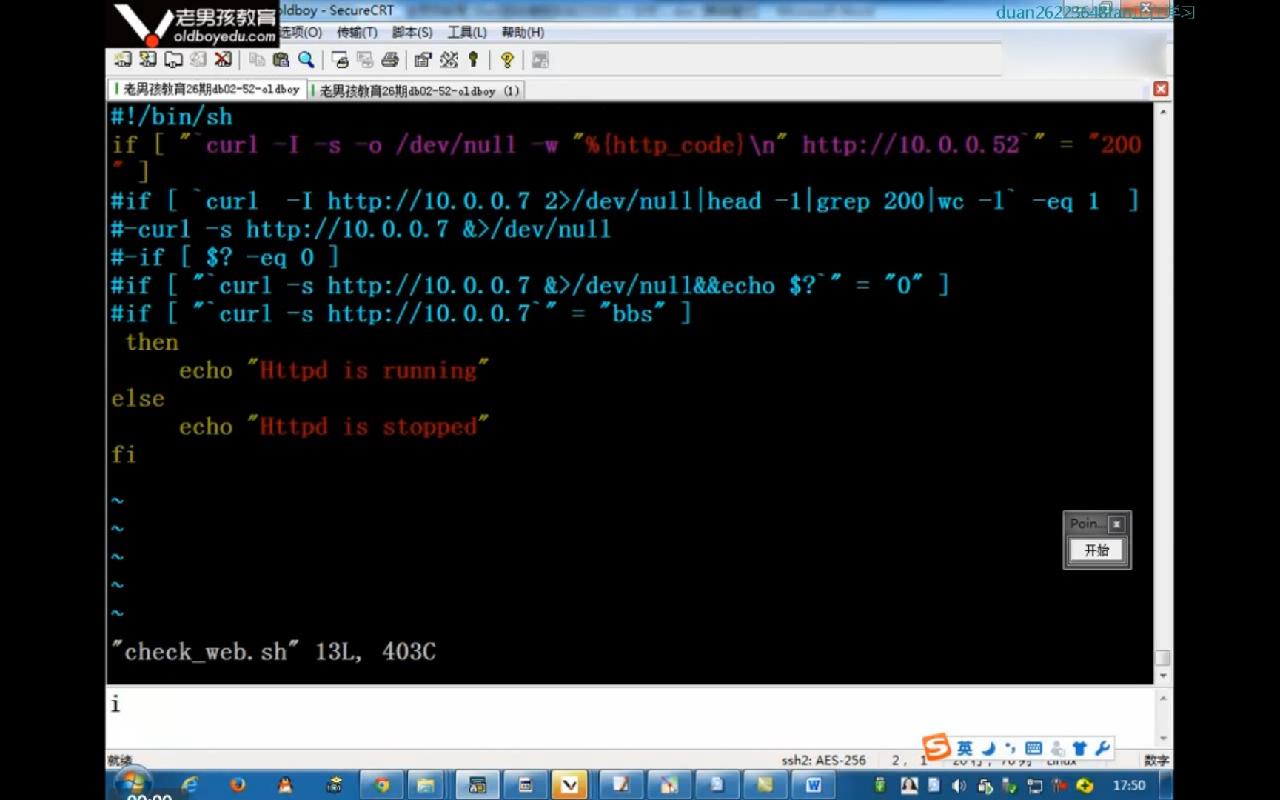 老男孩教育
oldboyedu.com
oldboy - SecureCRT
选项(O) 传输(T) 脚本(S) 工具(L) 帮助(H)
老男孩教育26期db02-52-oldboy
老男孩教育26期db02-52-oldboy (1)
#!/bin/sh
if [ "`curl -I -s -o /dev/null -w "%{http_code}\n" http://10.0.0.52`" = "200
" ]
#if [ `curl  -I http://10.0.0.7 2>/dev/null|head -1|grep 200|wc -l` -eq 1  ]
#-curl -s http://10.0.0.7 &>/dev/null
#-if [ $? -eq 0 ]
#if [ "`curl -s http://10.0.0.7 &>/dev/null&&echo $?`" = "0" ]
#if [ "`curl -s http://10.0.0.7`" = "bbs" ]
 then
     echo "Httpd is running"
else
     echo "Httpd is stopped"
fi
~
~
~
~
~
"check_web.sh" 13L, 403C
Poin...
开始
i
英
就绪
ssh2: AES-256
2, 1
Linux
数字
17:50
00:00